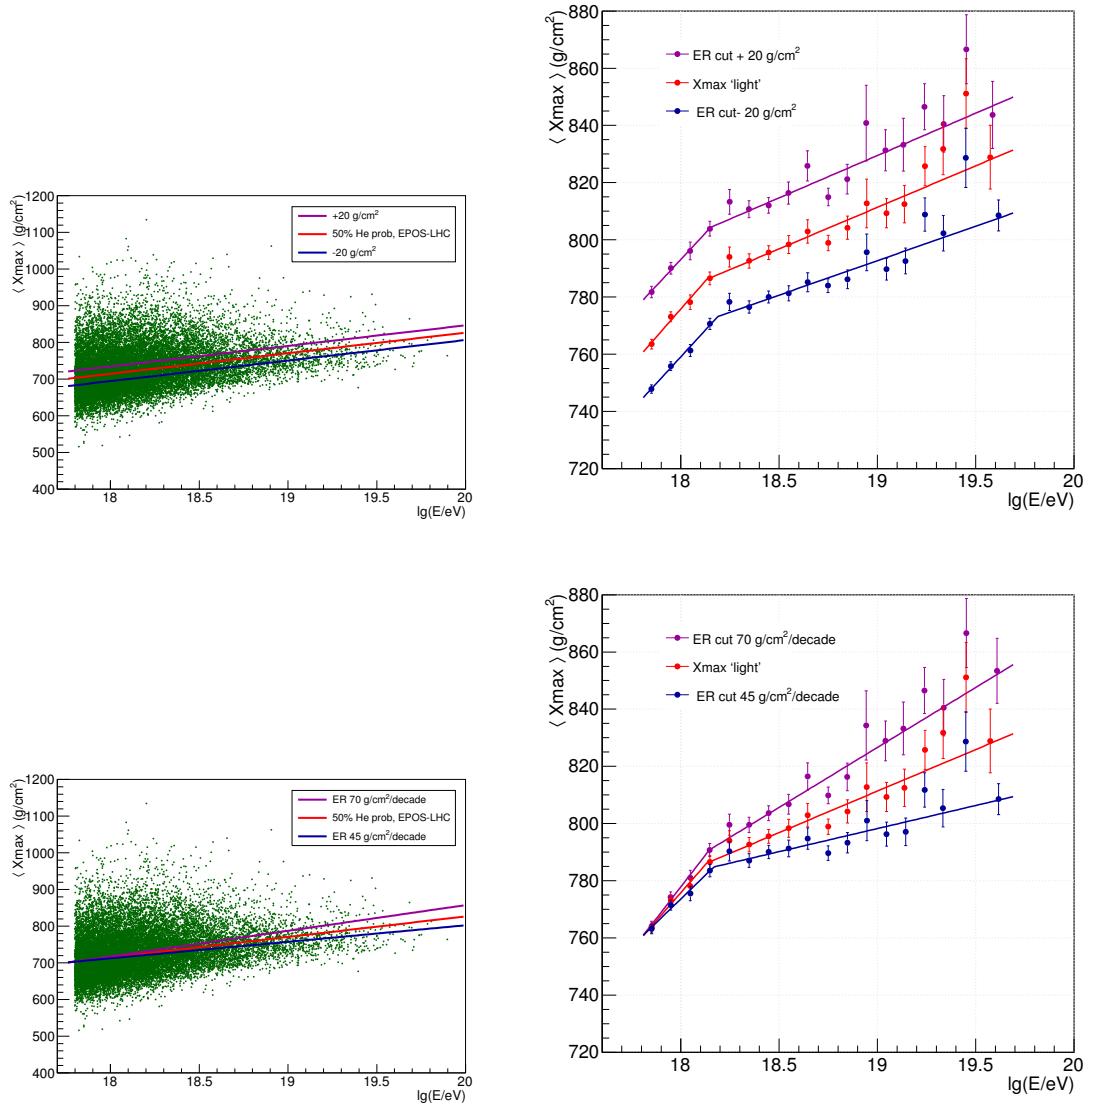 ⟨ Xmax ⟩ (g/cm²)
1200
1100
1000
900
800
700
600
500
400
+20 g/cm²
50% He prob, EPOS-LHC
-20 g/cm²
18 18.5 19 19.5 20
lg(E/eV)
⟨ Xmax ⟩ (g/cm²)
880
860
840
820
800
780
760
740
720
ER cut + 20 g/cm²
Xmax ‘light’
ER cut- 20 g/cm²
18 18.5 19 19.5 20
lg(E/eV)
⟨ Xmax ⟩ (g/cm²)
1200
1100
1000
900
800
700
600
500
400
ER 70 g/cm²/decade
50% He prob, EPOS-LHC
ER 45 g/cm²/decade
18 18.5 19 19.5 20
lg(E/eV)
⟨ Xmax ⟩ (g/cm²)
880
860
840
820
800
780
760
740
720
ER cut 70 g/cm²/decade
Xmax ‘light’
ER cut 45 g/cm²/decade
18 18.5 19 19.5 20
lg(E/eV)